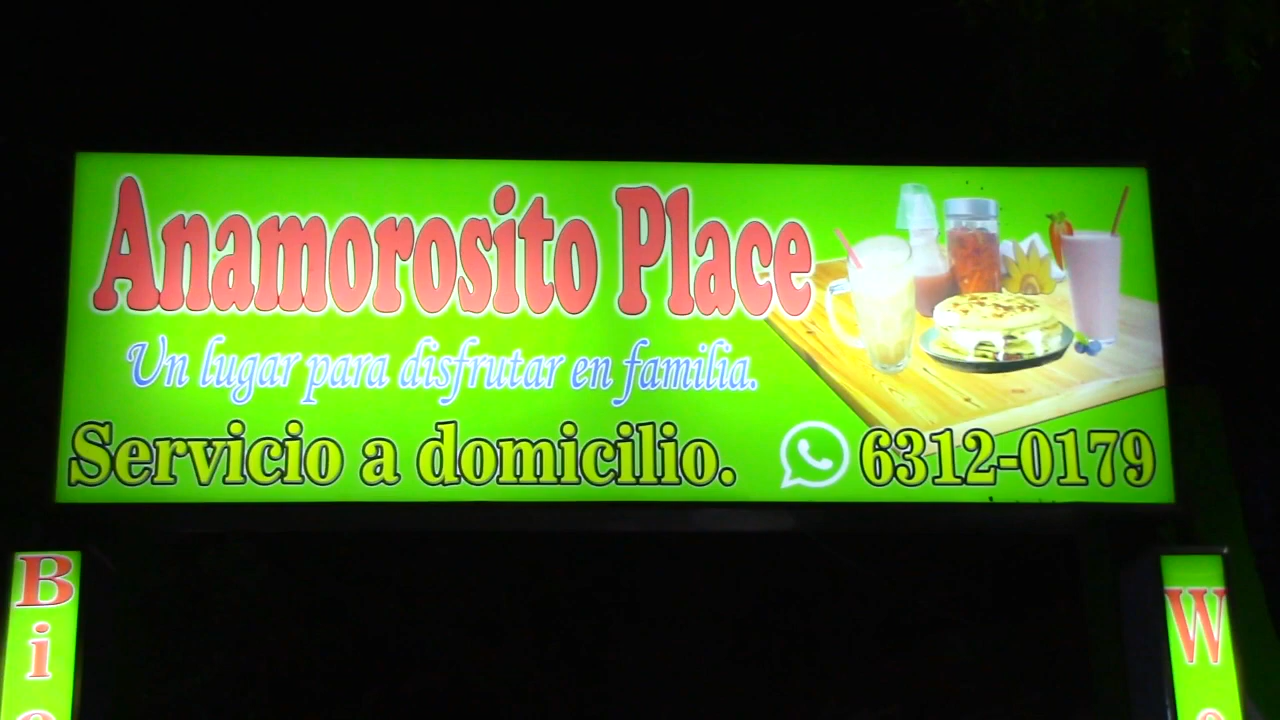 Anamorosito Place
Un lugar para disfrutar en familia.
Servicio a domicilio. 6312-0179
B
i
W